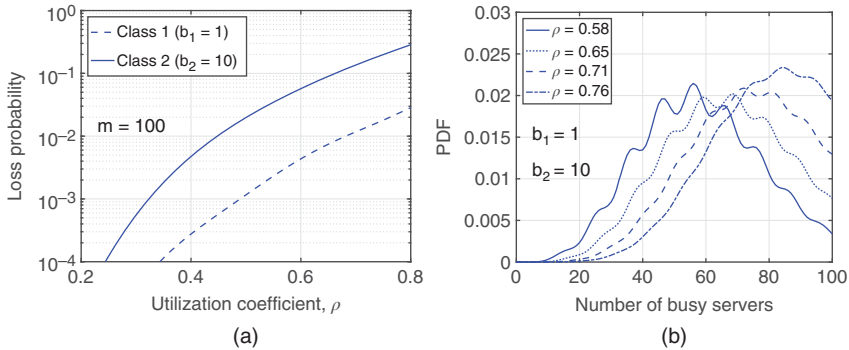 10⁰
10⁻¹
10⁻²
10⁻³
10⁻⁴
Loss probability
Class 1 (b₁ = 1)
Class 2 (b₂ = 10)
m = 100
0.2 0.4 0.6 0.8
Utilization coefficient, ρ
(a)
0.03
0.025
0.02
0.015
0.01
0.005
0
PDF
ρ = 0.58
ρ = 0.65
ρ = 0.71
ρ = 0.76
b₁ = 1
b₂ = 10
0 20 40 60 80 100
Number of busy servers
(b)